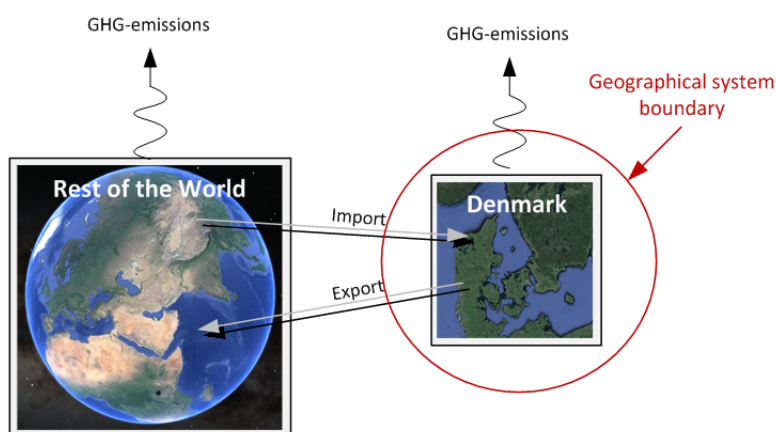 GHG-emissions
GHG-emissions
Geographical system
boundary
Rest of the World
Import
Denmark
Export